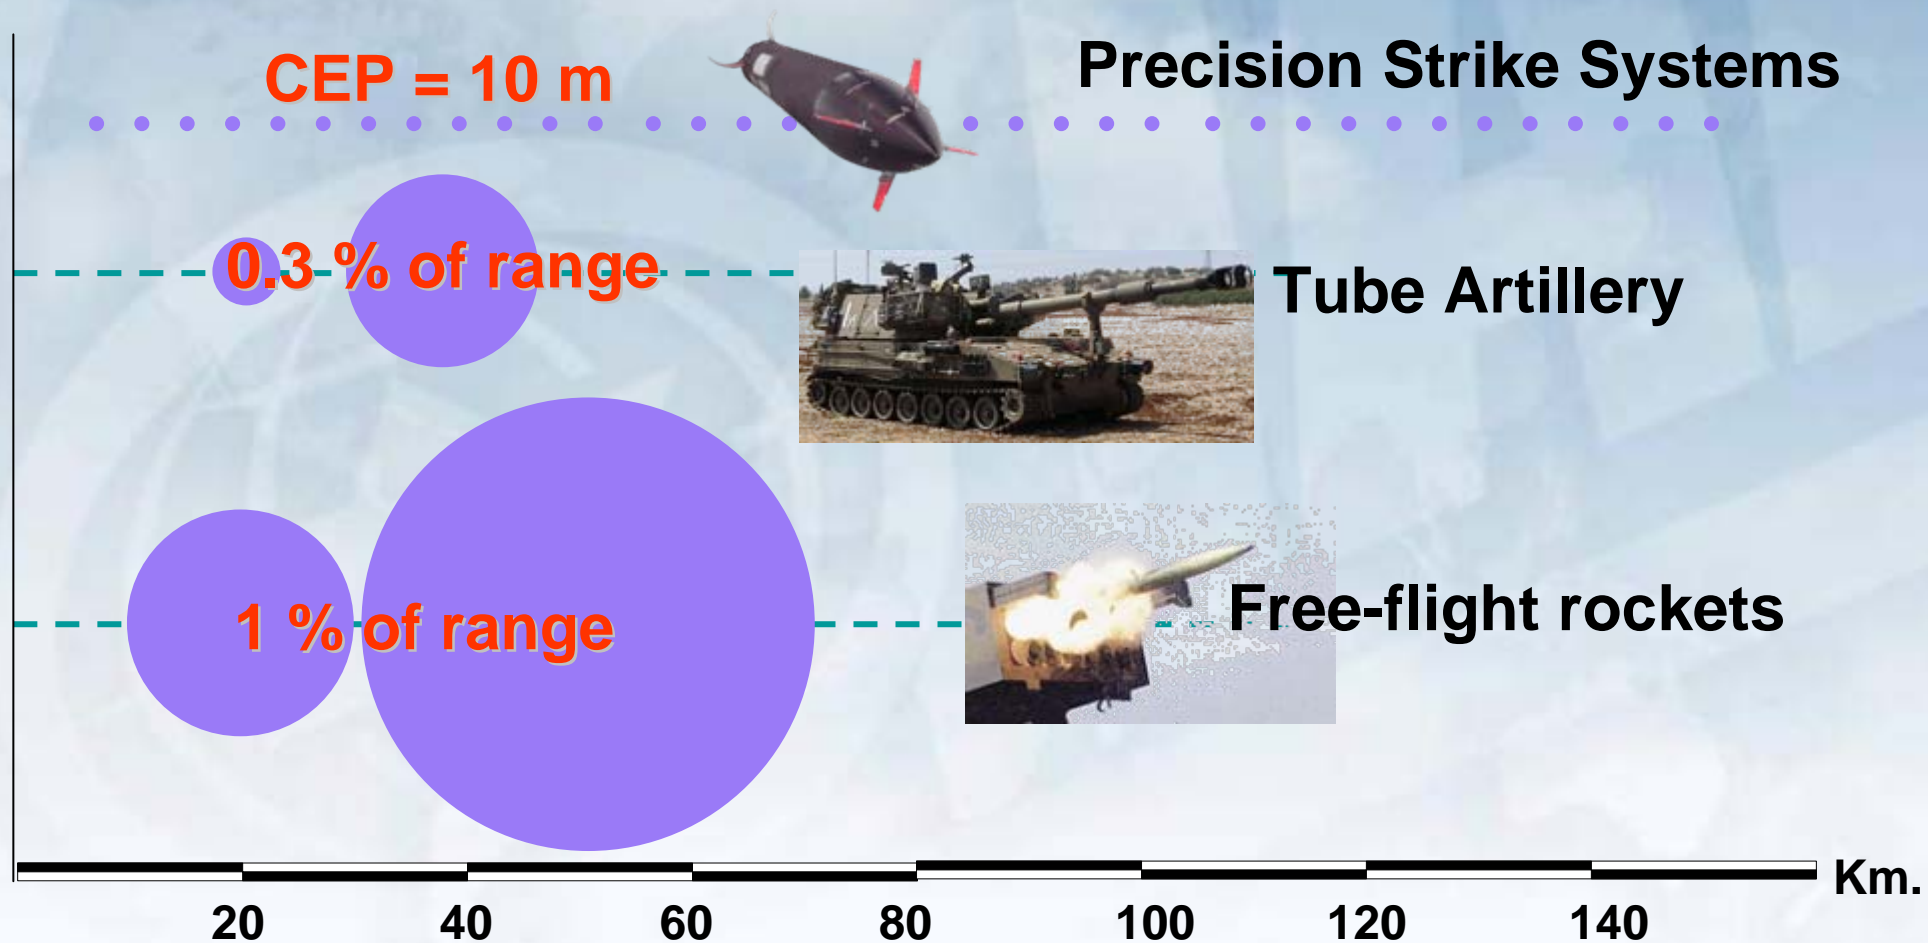 CEP = 10 m
Precision Strike Systems
0.3 % of range
Tube Artillery
1 % of range
Free-flight rockets
Km.
20 40 60 80 100 120 140